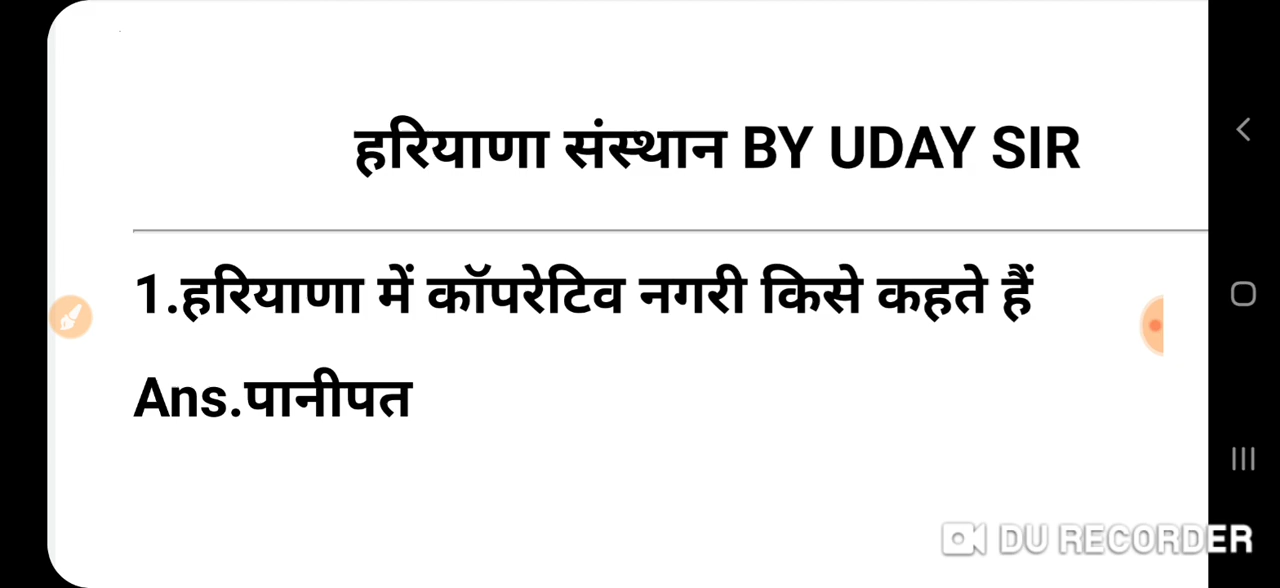 हरियाणा संस्थान BY UDAY SIR
1.हरियाणा में कॉपरेटिव नगरी किसे कहते हैं
Ans.पानीपत
DU RECORDER